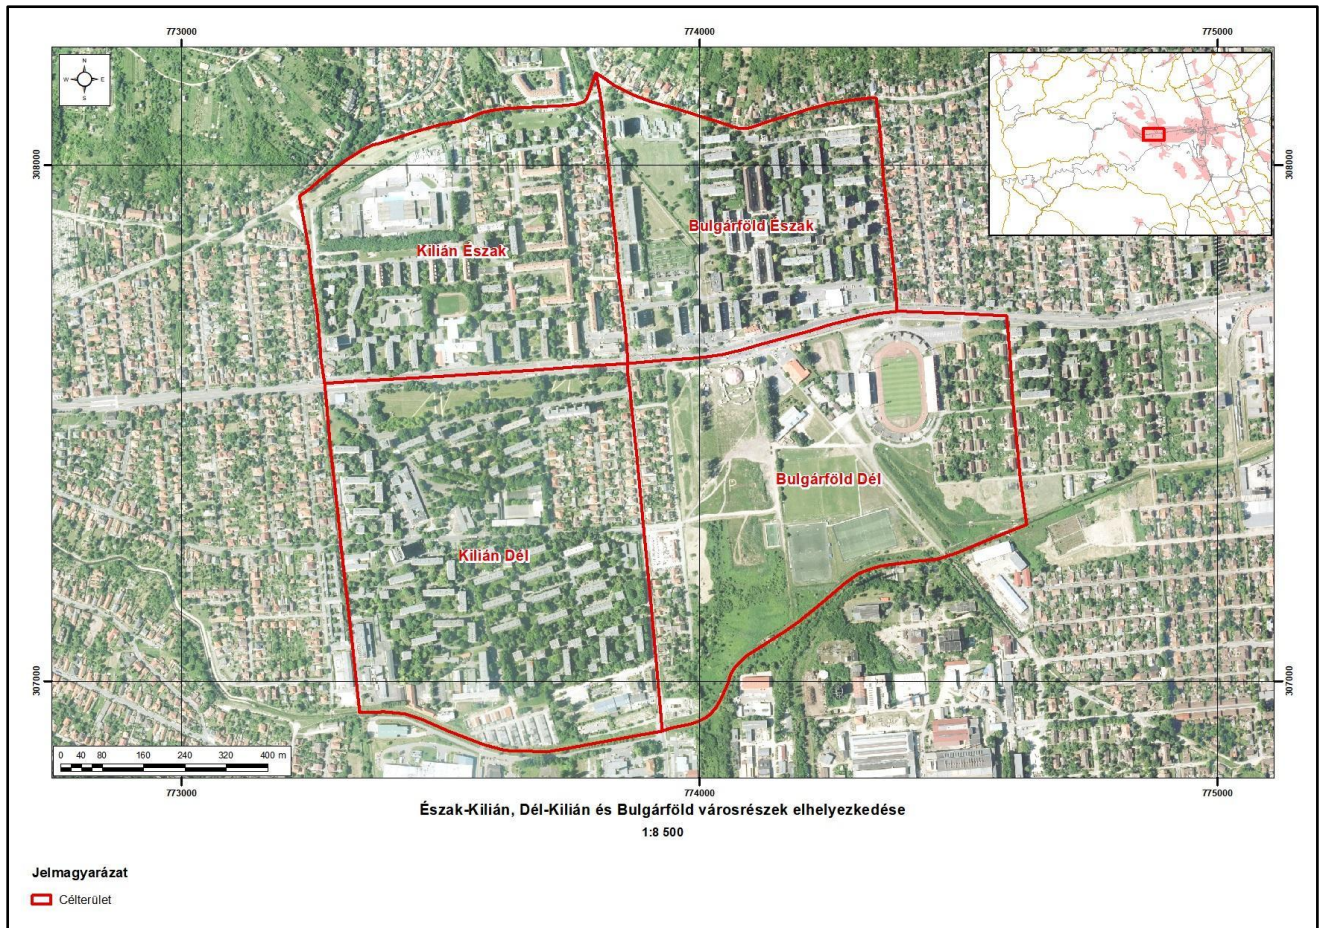 773000 774000 775000
N
W E
S
308000 308000
Bulgárföld Észak
Kilián Észak
Bulgárföld Dél
Kilián Dél
307000 307000
0 40 80 160 240 320 400 m
773000 774000 775000
Észak-Kilián, Dél-Kilián és Bulgárföld városrészek elhelyezkedése
1:8 500
Jelmagyarázat
Célterület